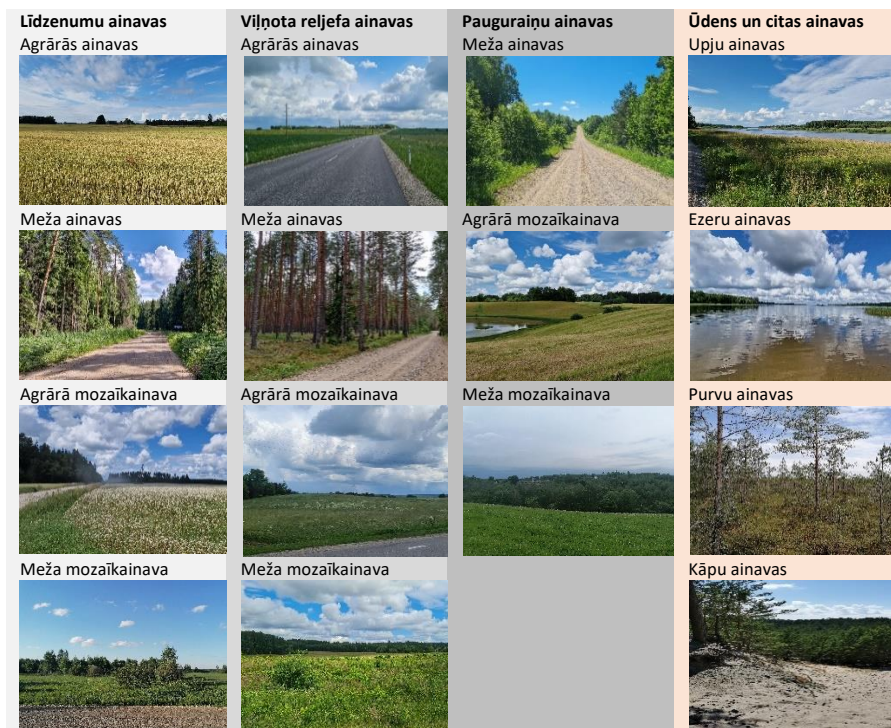 Līdzenumu ainavas
Agrārās ainavas
Meža ainavas
Agrārā mozaīkainava
Meža mozaīkainava
Viļņota reljefa ainavas
Agrārās ainavas
Meža ainavas
Agrārā mozaīkainava
Meža mozaīkainava
Pauguraiņu ainavas
Meža ainavas
Agrārā mozaīkainava
Meža mozaīkainava
Ūdens un citas ainavas
Upju ainavas
Ezeru ainavas
Purvu ainavas
Kāpu ainavas